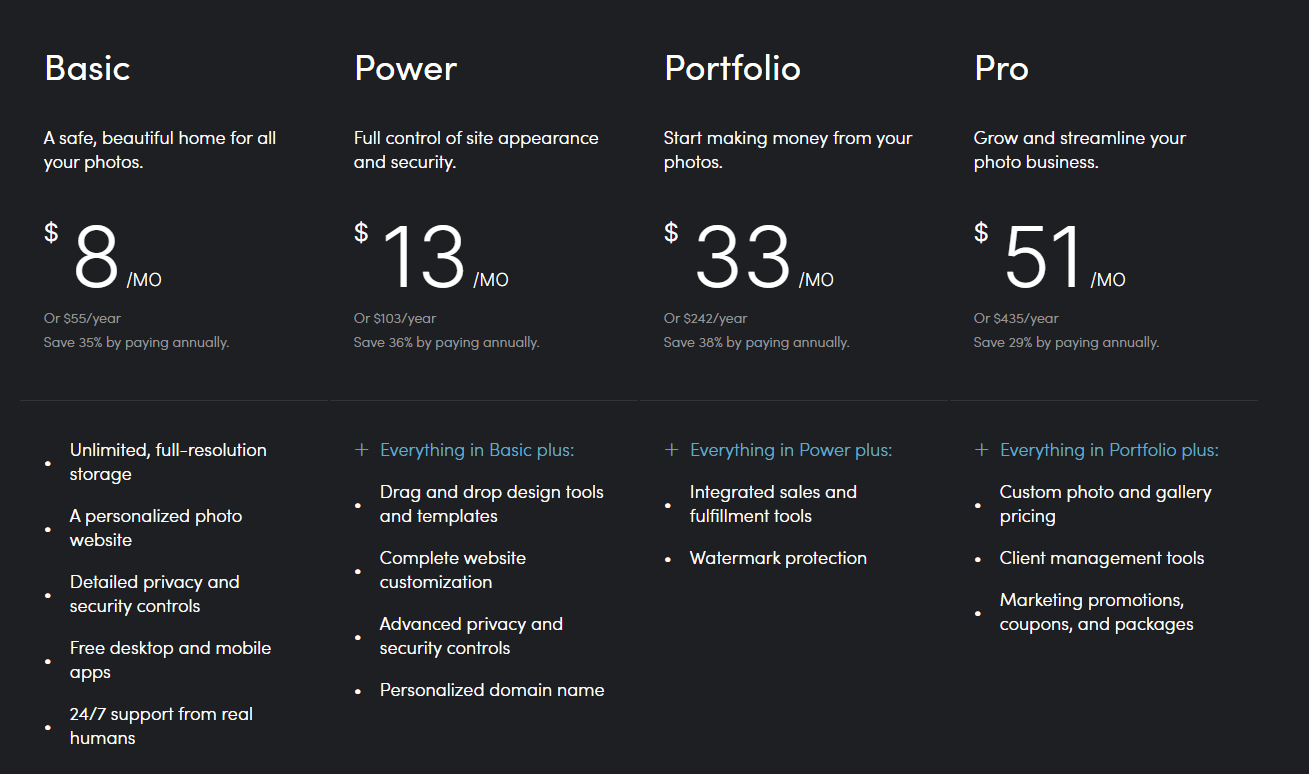 Basic
A safe, beautiful home for all
your photos.
$ 8 /MO
Or $55/year
Save 35% by paying annually.
• Unlimited, full-resolution
storage
• A personalized photo
website
• Detailed privacy and
security controls
• Free desktop and mobile
apps
• 24/7 support from real
humans
Power
Full control of site appearance
and security.
$ 13 /MO
Or $103/year
Save 36% by paying annually.
+ Everything in Basic plus:
• Drag and drop design tools
and templates
• Complete website
customization
• Advanced privacy and
security controls
• Personalized domain name
Portfolio
Start making money from your
photos.
$ 33 /MO
Or $242/year
Save 38% by paying annually.
+ Everything in Power plus:
• Integrated sales and
fulfillment tools
• Watermark protection
Pro
Grow and streamline your
photo business.
$ 51 /MO
Or $435/year
Save 29% by paying annually.
+ Everything in Portfolio plus:
• Custom photo and gallery
pricing
• Client management tools
• Marketing promotions,
coupons, and packages